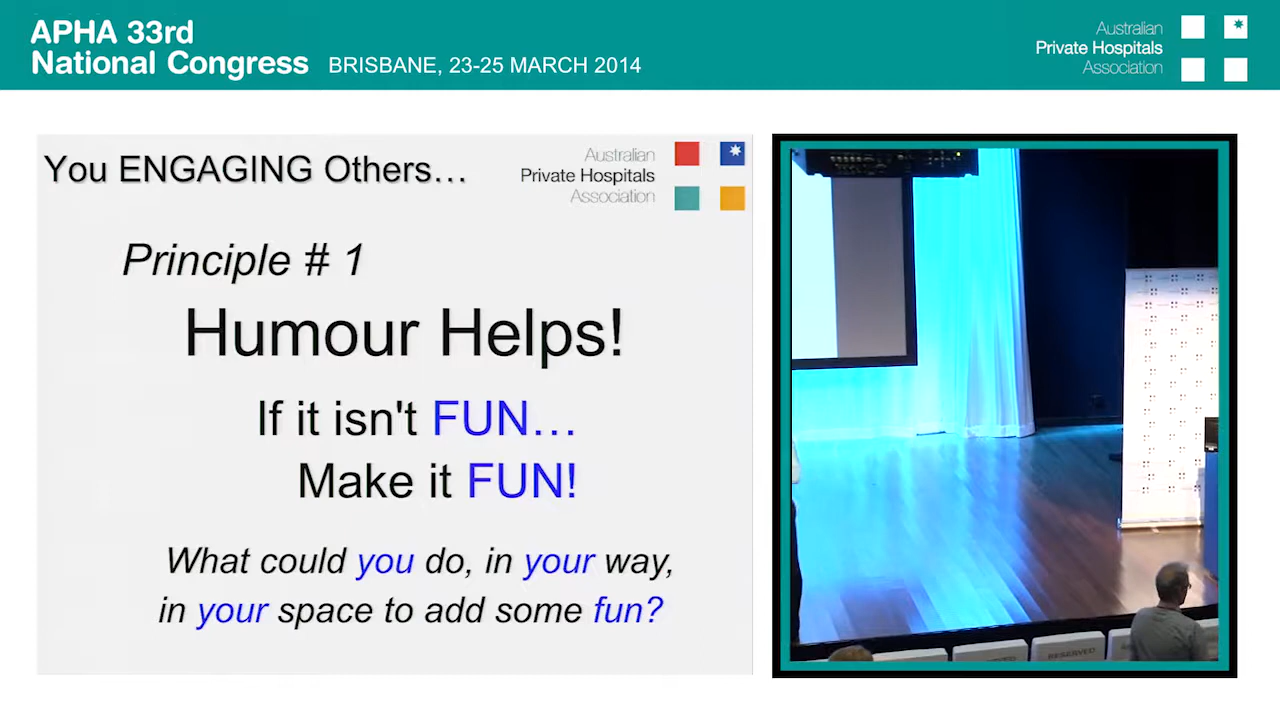 APHA 33rd
National Congress BRISBANE, 23-25 MARCH 2014
Australian
Private Hospitals
Association
You ENGAGING Others…
Australian
Private Hospitals
Association
Principle # 1
Humour Helps!
If it isn't FUN…
Make it FUN!
What could you do, in your way,
in your space to add some fun?
RESERVED